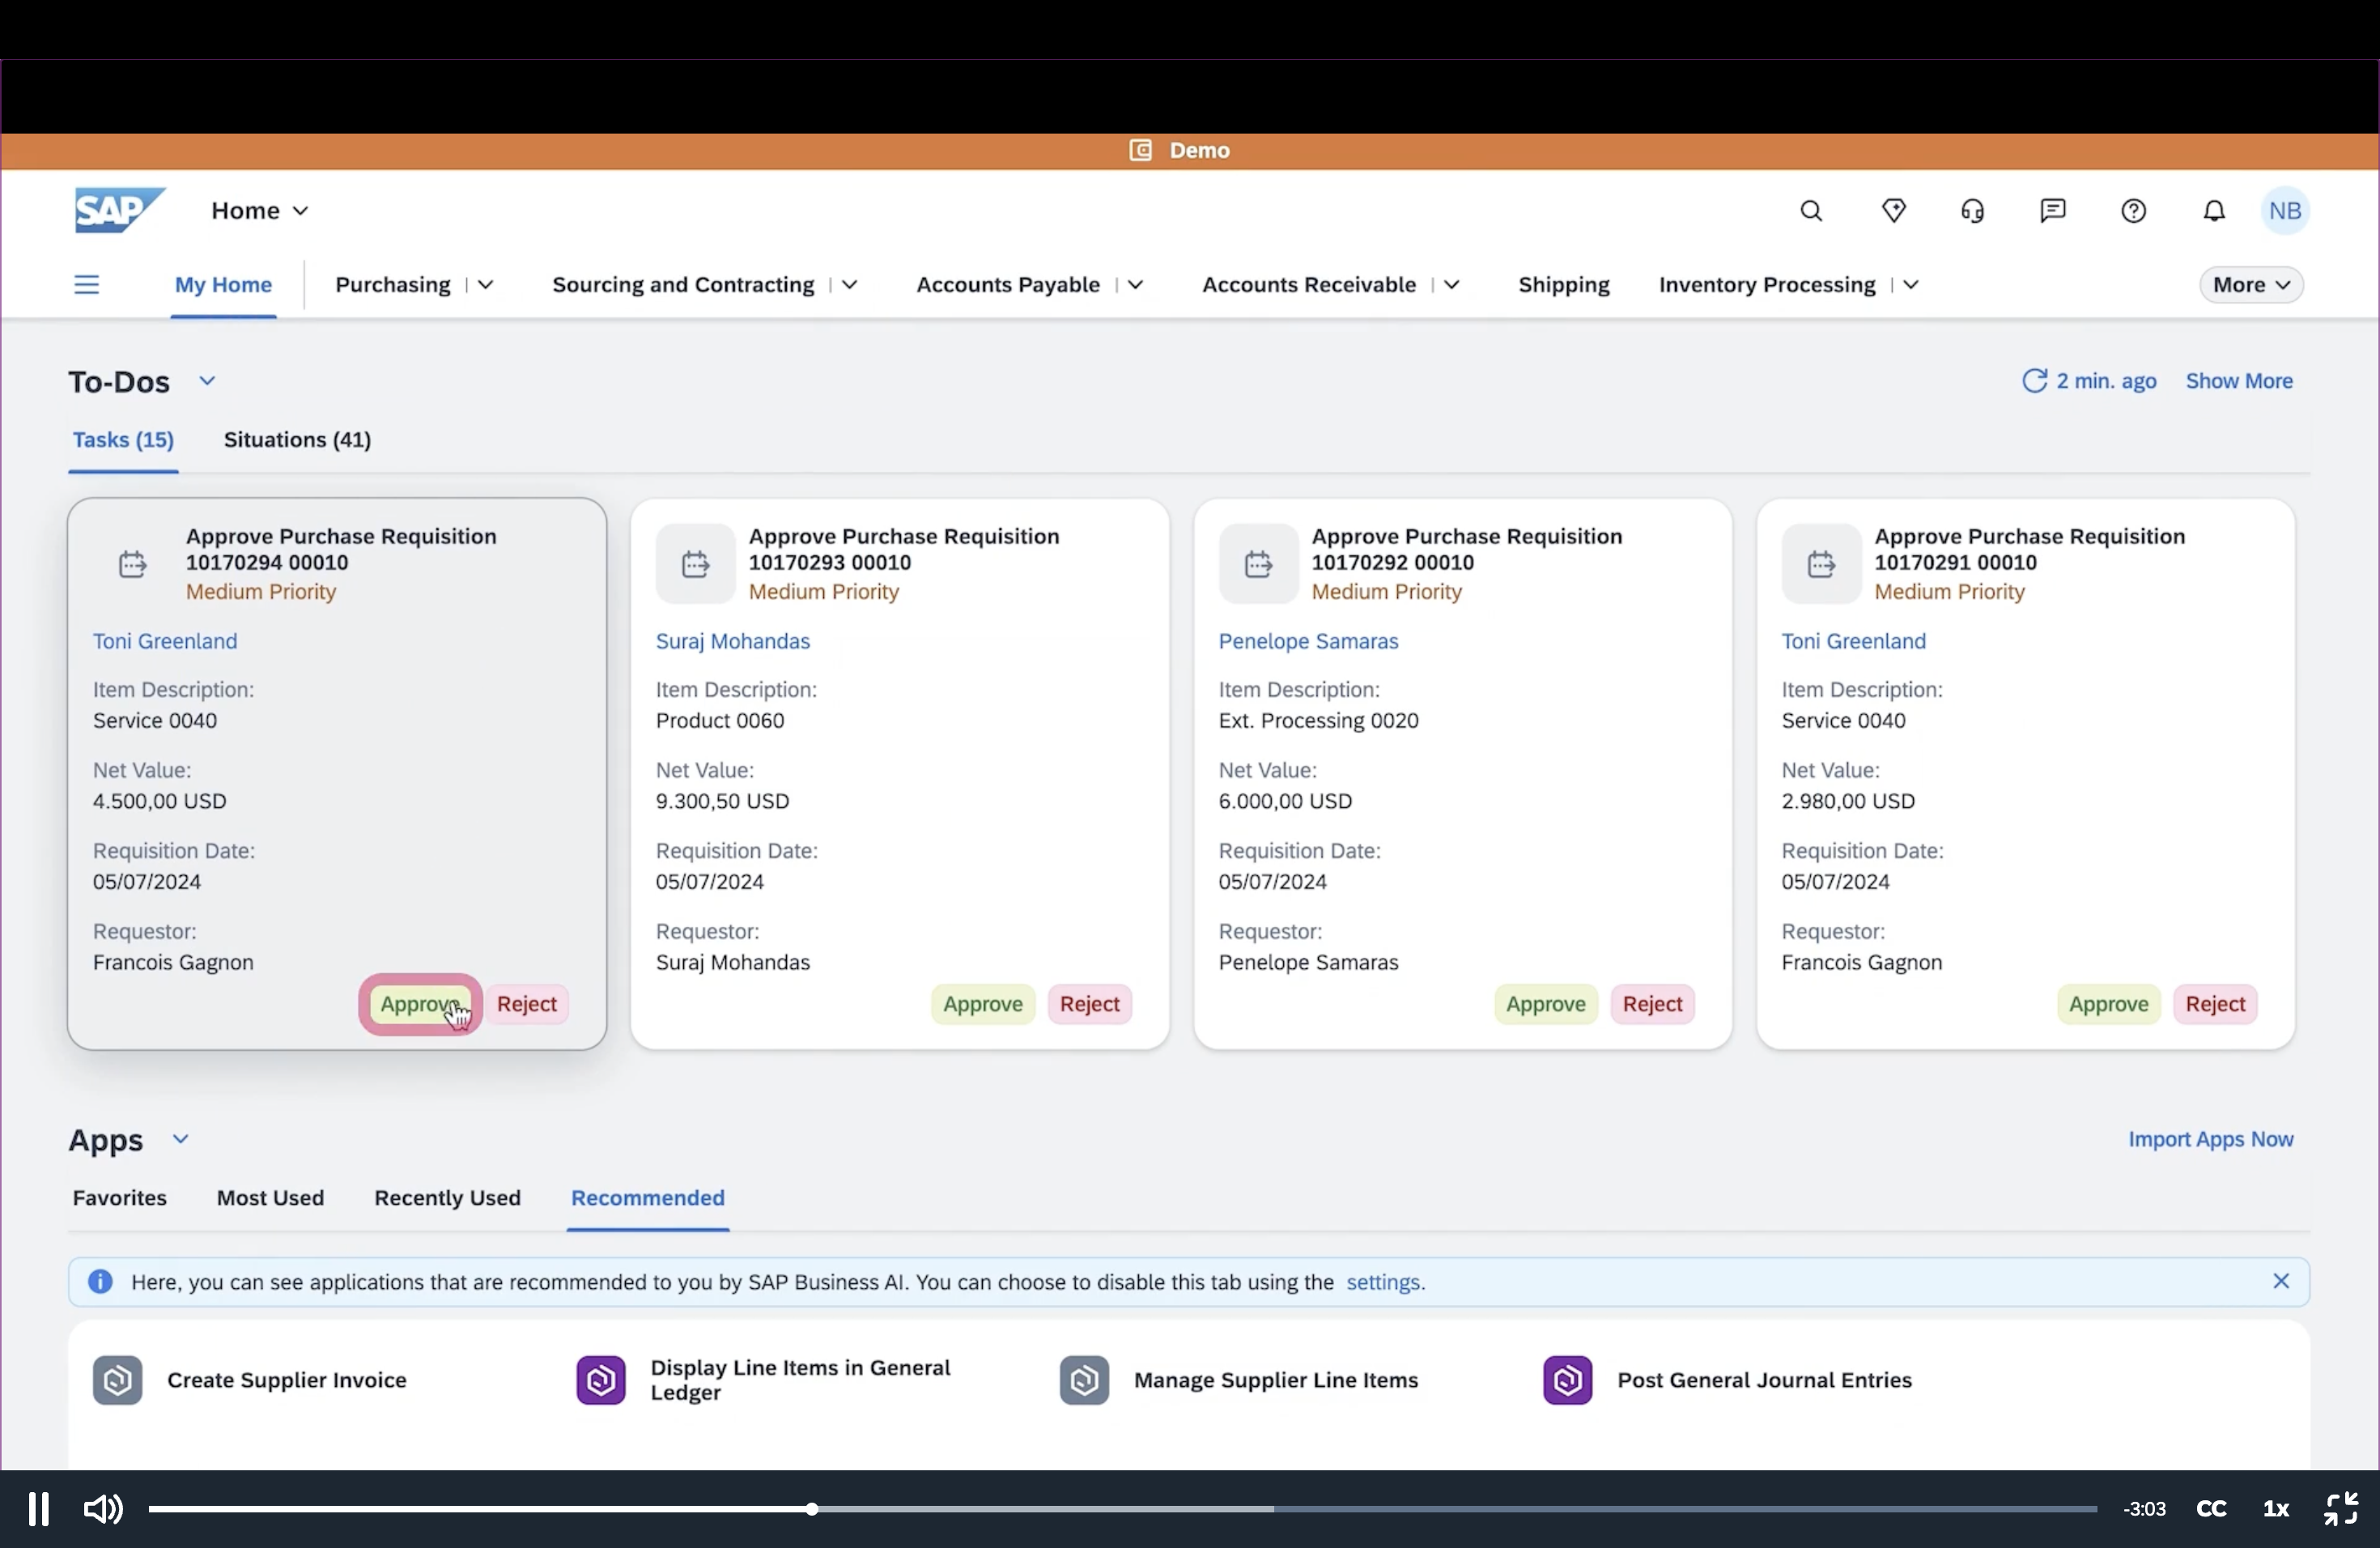 Demo
SAP Home NB
My Home Purchasing Sourcing and Contracting Accounts Payable Accounts Receivable Shipping Inventory Processing More
To-Dos 2 min. ago Show More
Tasks (15) Situations (41)
Approve Purchase Requisition
10170294 00010
Medium Priority
Toni Greenland
Item Description:
Service 0040
Net Value:
4.500,00 USD
Requisition Date:
05/07/2024
Requestor:
Francois Gagnon
Approve Reject
Approve Purchase Requisition
10170293 00010
Medium Priority
Suraj Mohandas
Item Description:
Product 0060
Net Value:
9.300,50 USD
Requisition Date:
05/07/2024
Requestor:
Suraj Mohandas
Approve Reject
Approve Purchase Requisition
10170292 00010
Medium Priority
Penelope Samaras
Item Description:
Ext. Processing 0020
Net Value:
6.000,00 USD
Requisition Date:
05/07/2024
Requestor:
Penelope Samaras
Approve Reject
Approve Purchase Requisition
10170291 00010
Medium Priority
Toni Greenland
Item Description:
Service 0040
Net Value:
2.980,00 USD
Requisition Date:
05/07/2024
Requestor:
Francois Gagnon
Approve Reject
Apps Import Apps Now
Favorites Most Used Recently Used Recommended
Here, you can see applications that are recommended to you by SAP Business AI. You can choose to disable this tab using the settings.
Create Supplier Invoice
Display Line Items in General
Ledger
Manage Supplier Line Items
Post General Journal Entries
-3:03 CC 1x